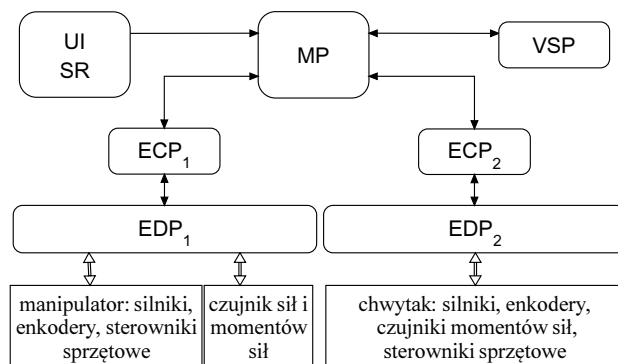 UI
SR
MP
VSP
ECP1
ECP2
EDP1
EDP2
manipulator: silniki,
enkodery, sterowniki
sprzętowe
czujnik sił i
momentów
sił
chwytak: silniki, enkodery,
czujniki momentów sił,
sterowniki sprzętowe